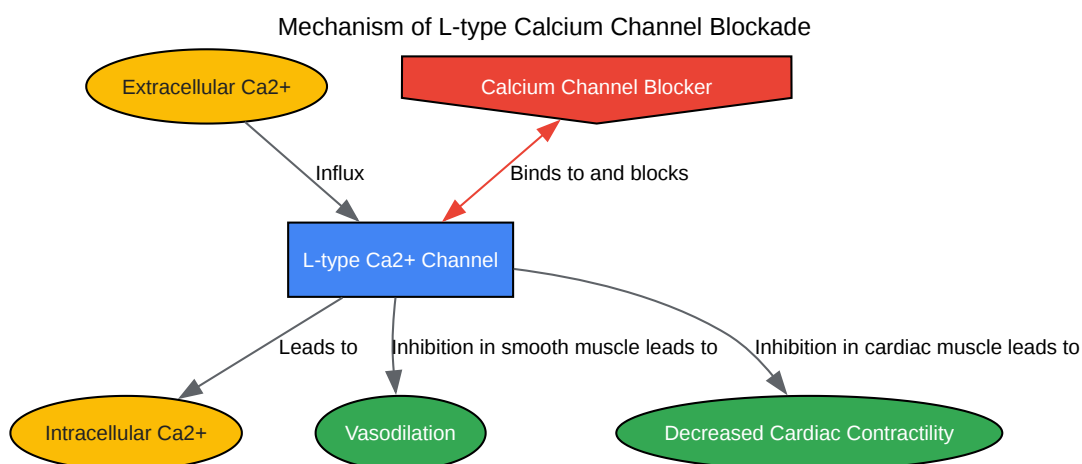 Mechanism of L-type Calcium Channel Blockade
Extracellular Ca2+
Calcium Channel Blocker
Influx
Binds to and blocks
L-type Ca2+ Channel
Leads to
Inhibition in smooth muscle leads to
Inhibition in cardiac muscle leads to
Intracellular Ca2+
Vasodilation
Decreased Cardiac Contractility